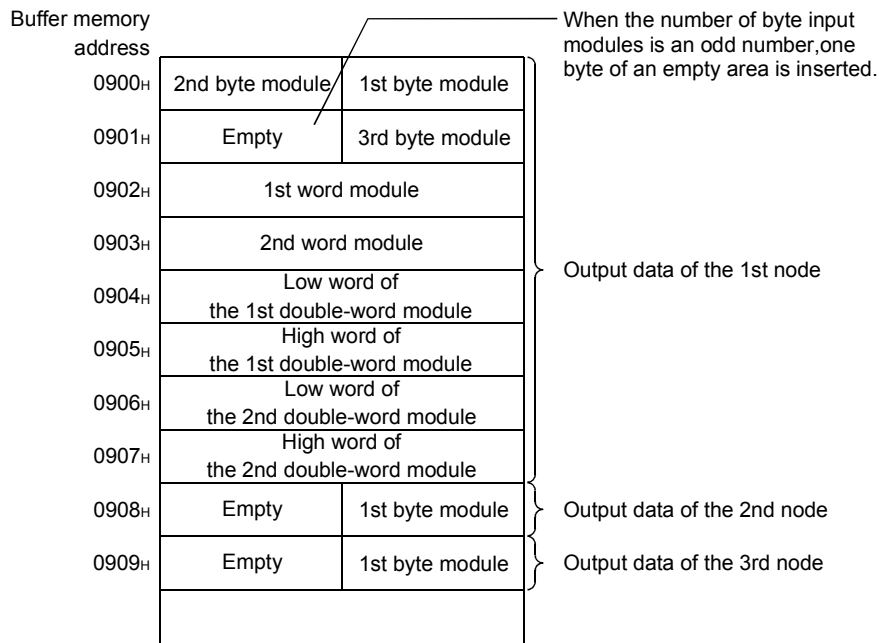 Buffer memory
address
When the number of byte input
modules is an odd number,one
byte of an empty area is inserted.
0900H 2nd byte module 1st byte module
0901H Empty 3rd byte module
0902H 1st word module
0903H 2nd word module
Output data of the 1st node
0904H Low word of
the 1st double-word module
0905H High word of
the 1st double-word module
0906H Low word of
the 2nd double-word module
0907H High word of
the 2nd double-word module
0908H Empty 1st byte module Output data of the 2nd node
0909H Empty 1st byte module Output data of the 3rd node